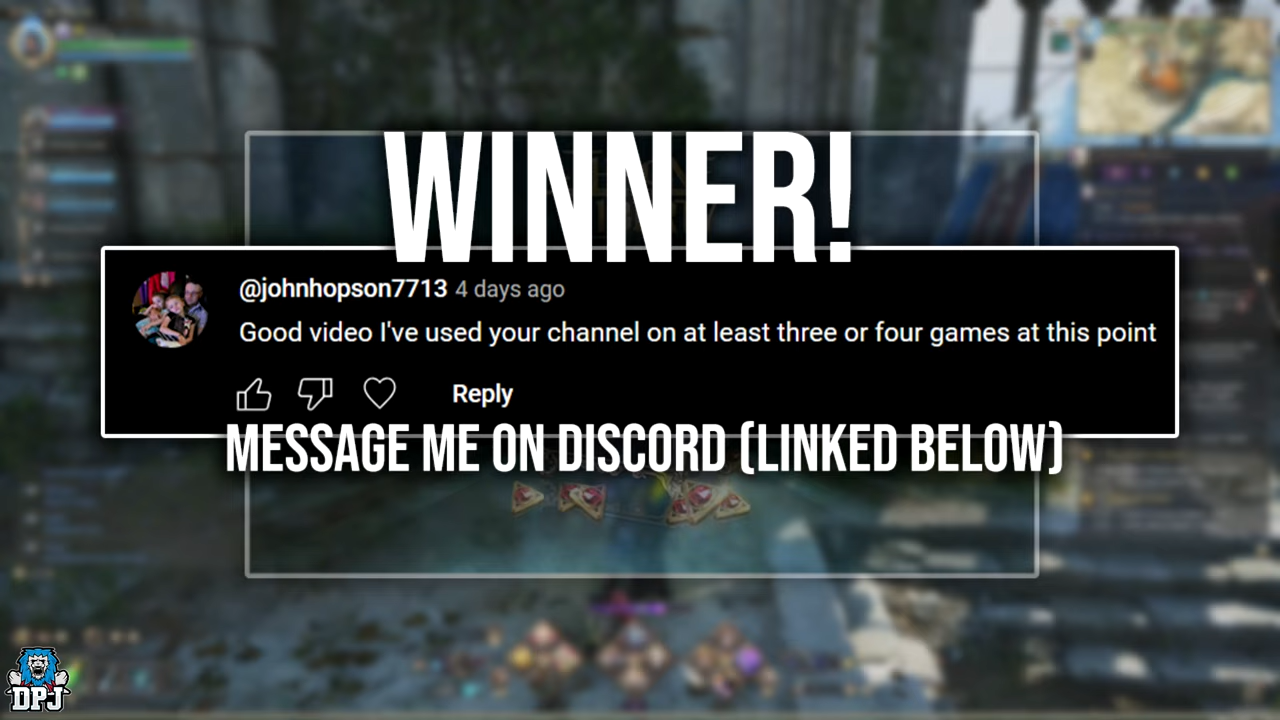 WINNER!
@johnhopson7713 4 days ago
Good video I've used your channel on at least three or four games at this point
Reply
MESSAGE ME ON DISCORD (LINKED BELOW)
DPJ